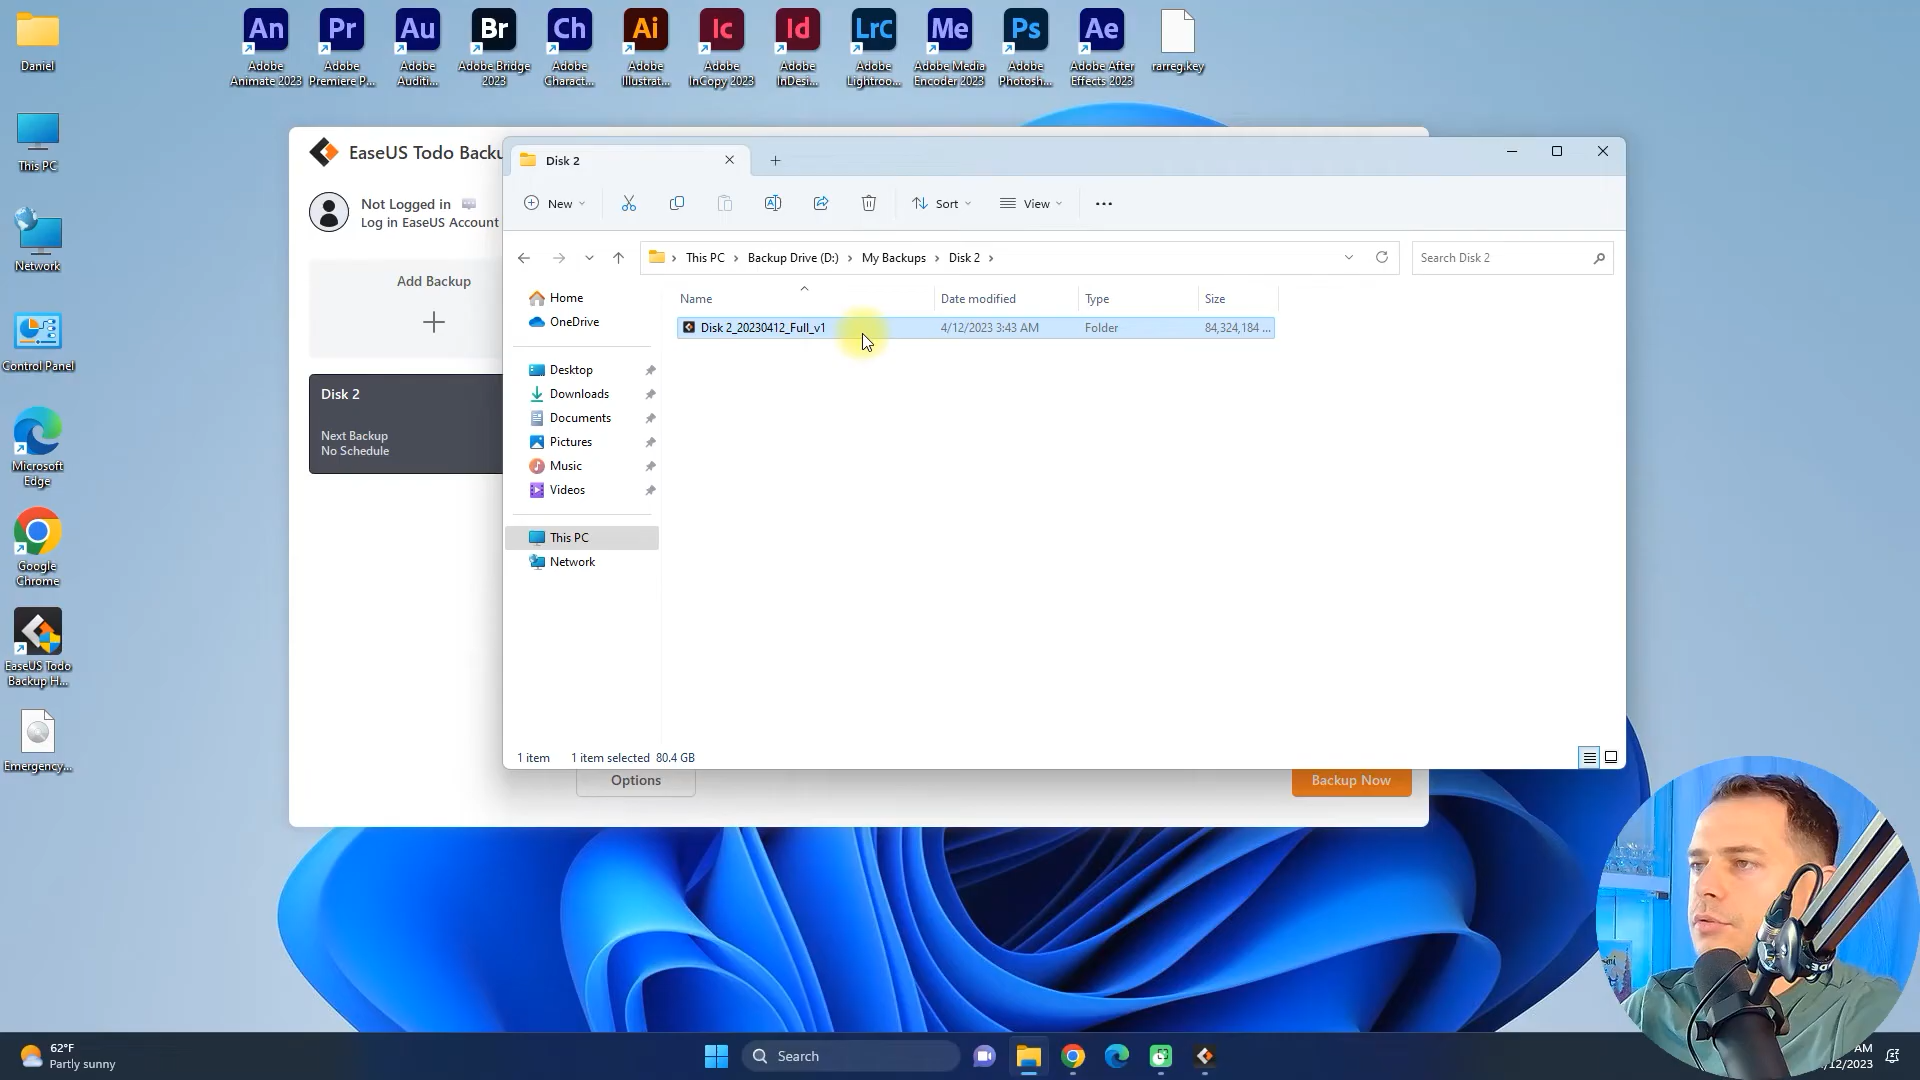 Daniel
This PC
Network
Control Panel
Microsoft
Edge
Google
Chrome
EaseUS Todo
Backup H...
Emergency...
An
Adobe
Animate 2023
Pr
Adobe
Premiere P...
Au
Adobe
Auditi...
Br
Adobe Bridge
2023
Ch
Adobe
Charact...
Ai
Adobe
Illustrat...
Ic
Adobe
InCopy 2023
Id
Adobe
InDesi...
LrC
Adobe
Lightroo...
Me
Adobe Media
Encoder 2023
Ps
Adobe
Photosh...
Ae
Adobe After
Effects 2023
rarreg.key
EaseUS Todo Backu
Not Logged in
Log in EaseUS Account
Add Backup
Disk 2
Next Backup
No Schedule
Options
Backup Now
Disk 2
New
Sort
View
This PC
Backup Drive (D:)
My Backups
Disk 2
Search Disk 2
Home
OneDrive
Desktop
Downloads
Documents
Pictures
Music
Videos
This PC
Network
Name Date modified Type Size
Disk 2_20230412_Full_v1 4/12/2023 3:43 AM Folder 84,324,184 ...
1 item 1 item selected 80.4 GB
62°F
Partly sunny
Search
AM
/12/2023